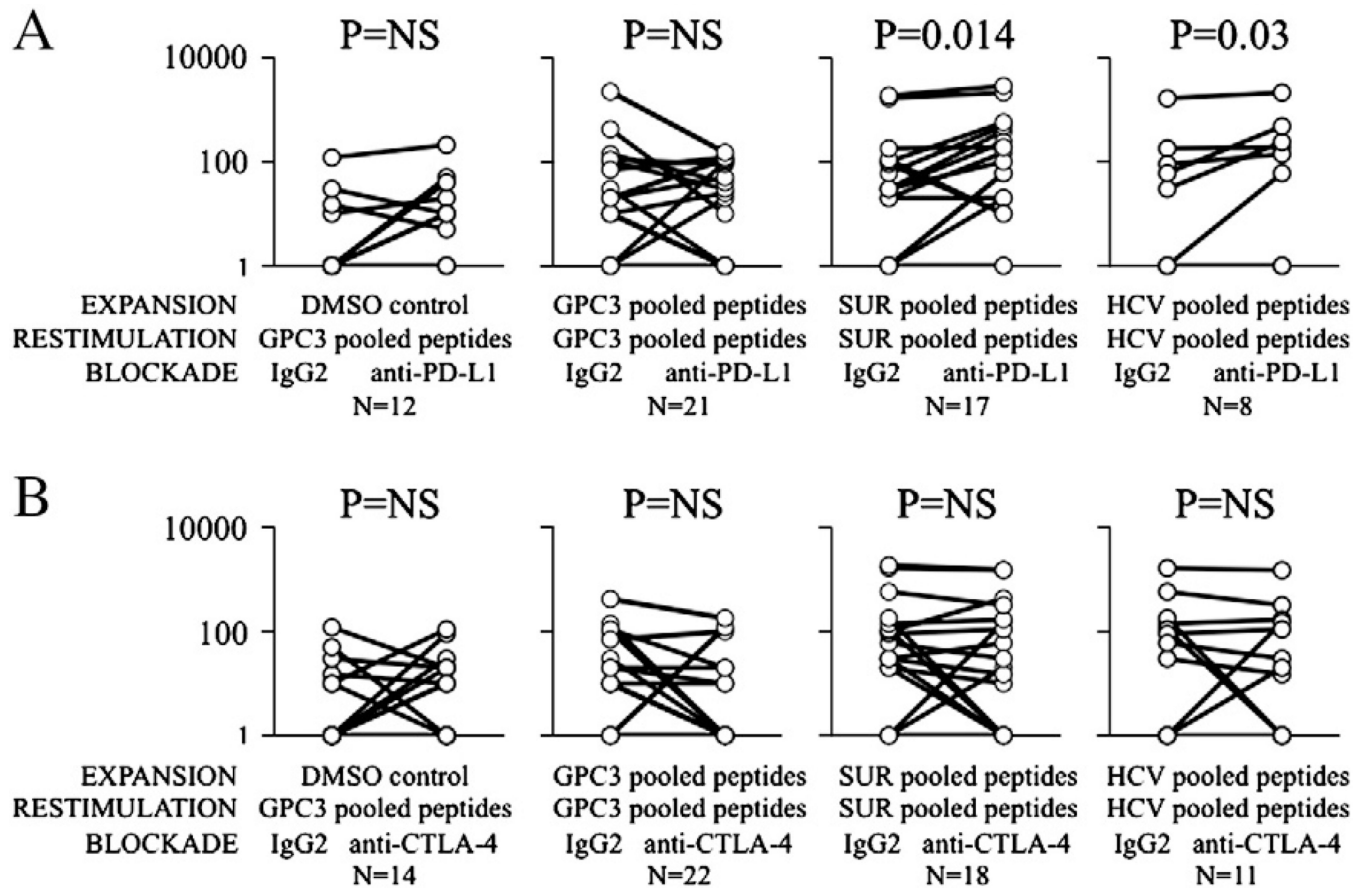 A
P=NS P=NS P=0.014 P=0.03
10000
100
1
EXPANSION DMSO control GPC3 pooled peptides SUR pooled peptides HCV pooled peptides
RESTIMULATION GPC3 pooled peptides GPC3 pooled peptides SUR pooled peptides HCV pooled peptides
BLOCKADE IgG2 anti-PD-L1 IgG2 anti-PD-L1 IgG2 anti-PD-L1 IgG2 anti-PD-L1
N=12 N=21 N=17 N=8
B
P=NS P=NS P=NS P=NS
10000
100
1
EXPANSION DMSO control GPC3 pooled peptides SUR pooled peptides HCV pooled peptides
RESTIMULATION GPC3 pooled peptides GPC3 pooled peptides SUR pooled peptides HCV pooled peptides
BLOCKADE IgG2 anti-CTLA-4 IgG2 anti-CTLA-4 IgG2 anti-CTLA-4 IgG2 anti-CTLA-4
N=14 N=22 N=18 N=11